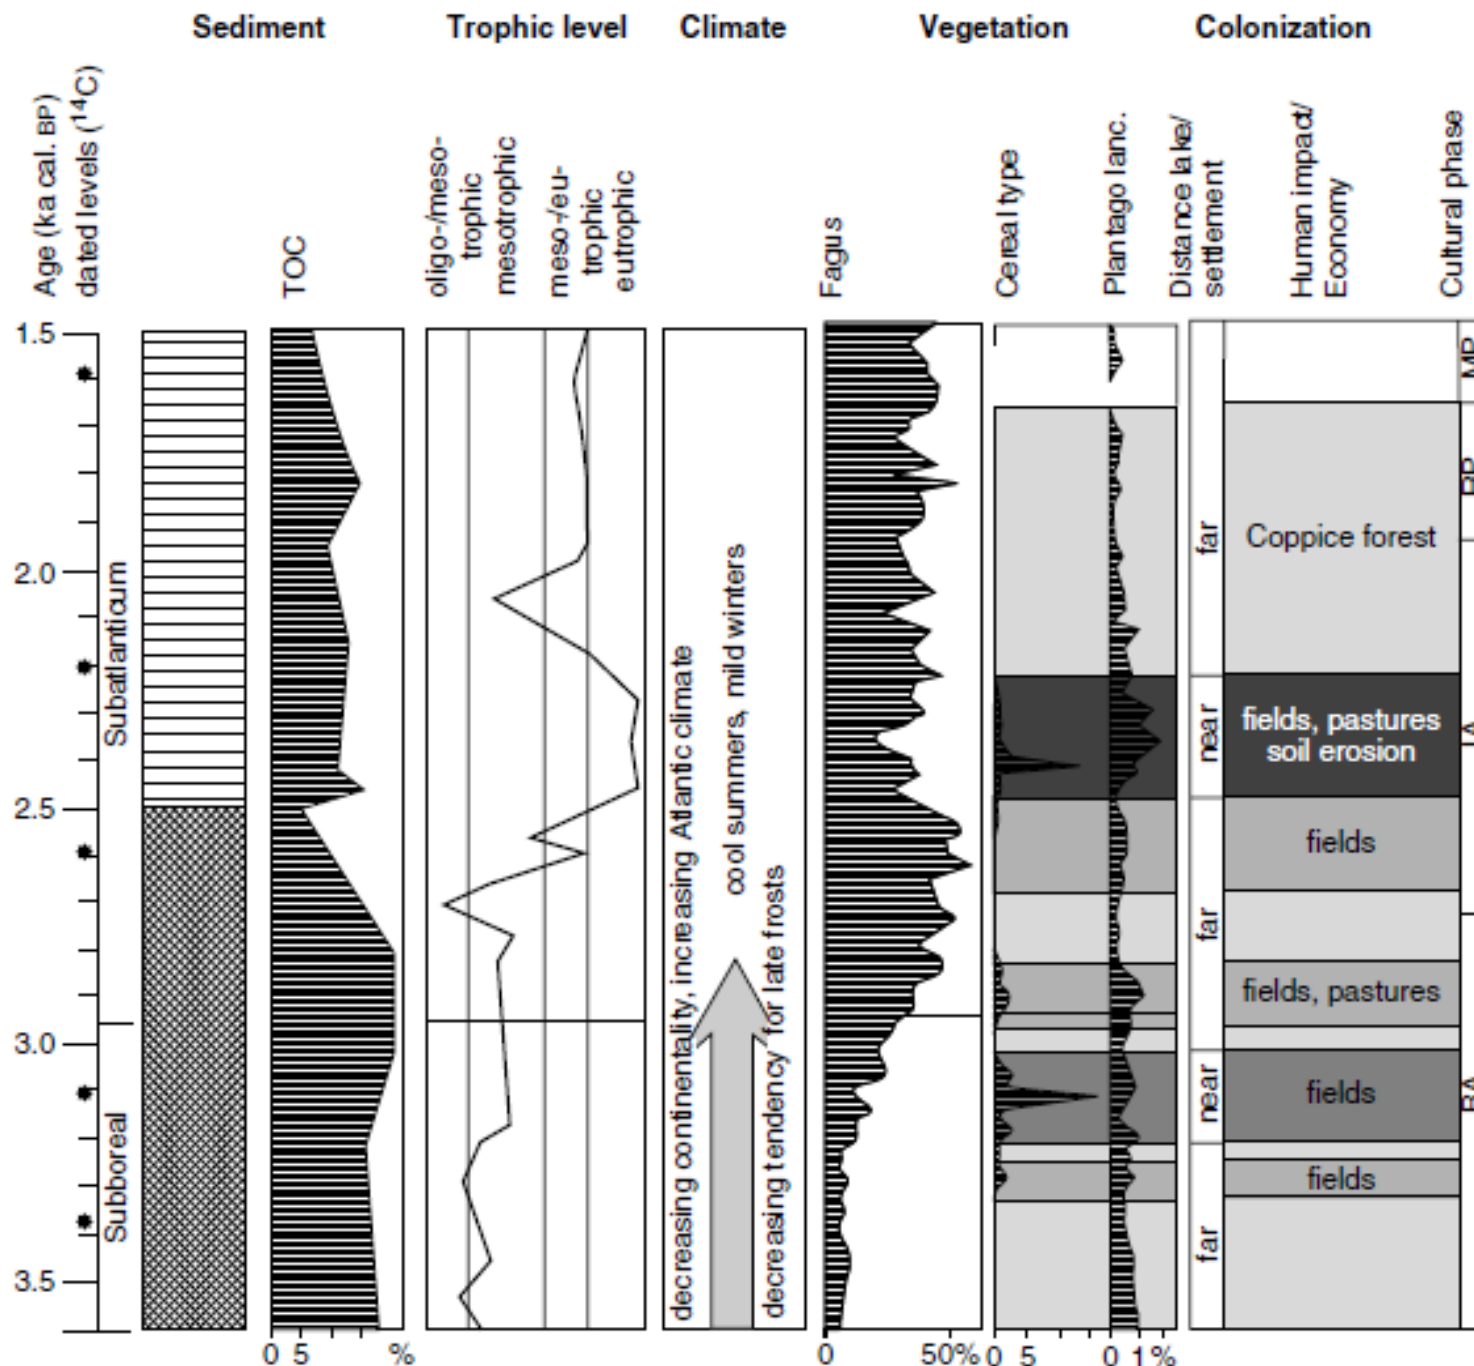 Sediment
Trophic level
Climate
Vegetation
Colonization
Age (ka cal. BP)
dated levels (¹⁴C)
TOC
oligo-/meso-
trophic
mesotrophic
meso-/eu-
trophic
eutrophic
Fagus
Cereal type
Plantago lanc.
Distance lake/
settlement
Human impact/
Economy
Cultural phase
1.5
2.0
2.5
3.0
3.5
Subatlanticum
Subboreal
decreasing continentality, increasing Atlantic climate
cool summers, mild winters
decreasing tendency for late frosts
far
near
far
near
far
Coppice forest
fields, pastures
soil erosion
fields
fields, pastures
fields
fields
0 5 %
0 50%
0 5
0 1%